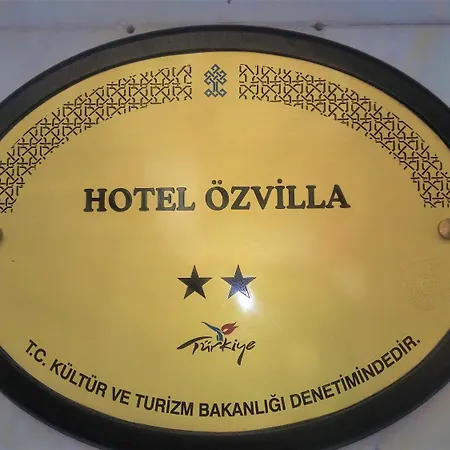 HOTEL ÖZVİLLA
Türkiye
T.C. KÜLTÜR VE TURİZM BAKANLIĞI DENETİMİNDEDİR.